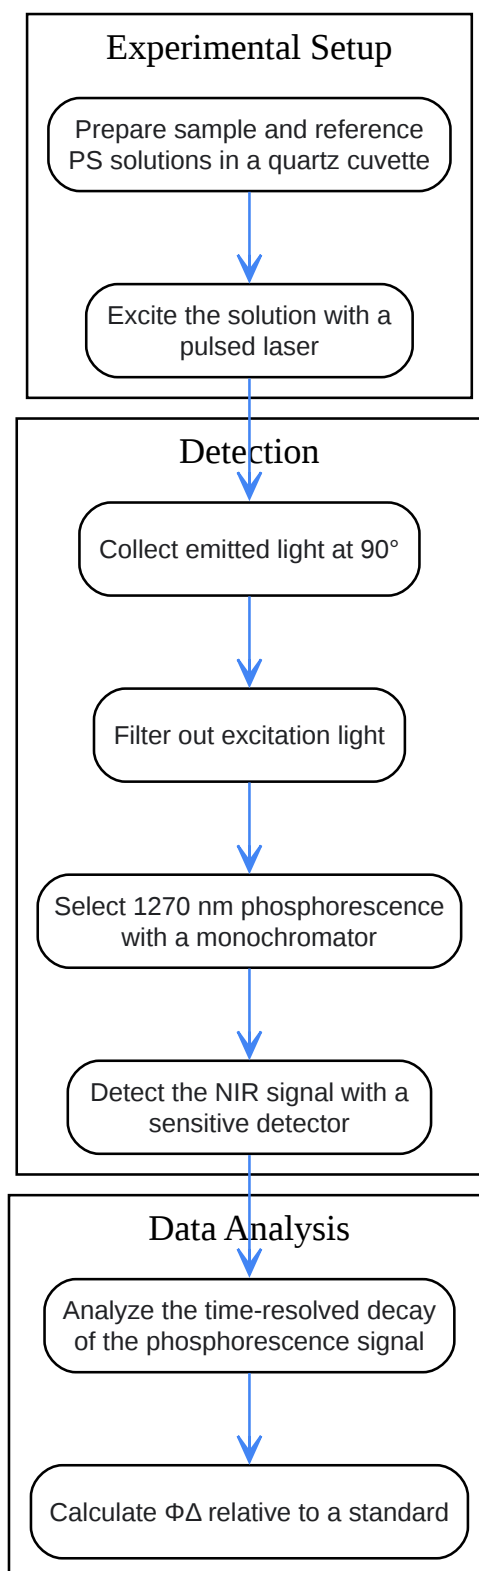 Experimental Setup
Prepare sample and reference
PS solutions in a quartz cuvette
Excite the solution with a
pulsed laser
Detection
Collect emitted light at 90°
Filter out excitation light
Select 1270 nm phosphorescence
with a monochromator
Detect the NIR signal with a
sensitive detector
Data Analysis
Analyze the time-resolved decay
of the phosphorescence signal
Calculate ΦΔ relative to a standard